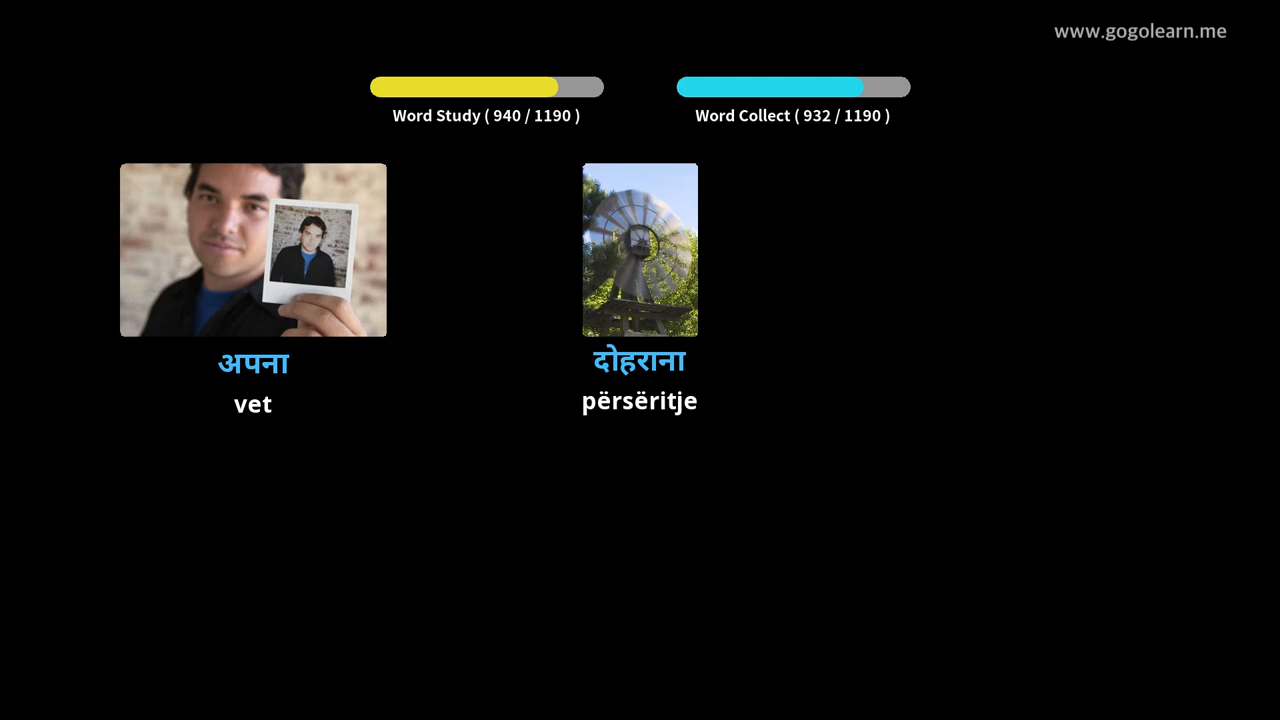 www.gogolearn.me
Word Study ( 940 / 1190 )
Word Collect ( 932 / 1190 )
अपना
vet
दोहराना
përsëritje